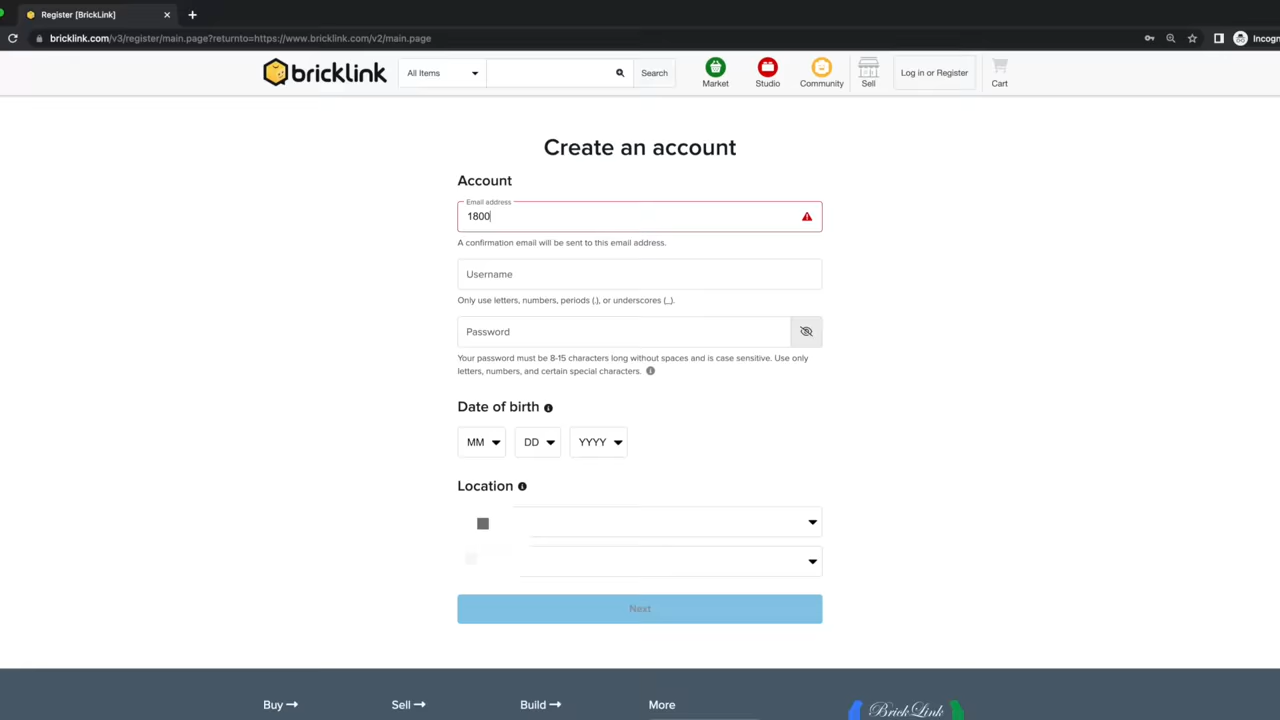 Register [BrickLink]
bricklink.com/v3/register/main.page?returnto=https://www.bricklink.com/v2/main.page
Incogn
bricklink
All Items
Search
Market
Studio
Community
Sell
Log in or Register
Cart
Create an account
Account
Email address
1800
A confirmation email will be sent to this email address.
Username
Only use letters, numbers, periods (.), or underscores (_).
Password
Your password must be 8-15 characters long without spaces and is case sensitive. Use only
letters, numbers, and certain special characters.
Date of birth
MM
DD
YYYY
Location
Next
Buy
Sell
Build
More
BrickLink